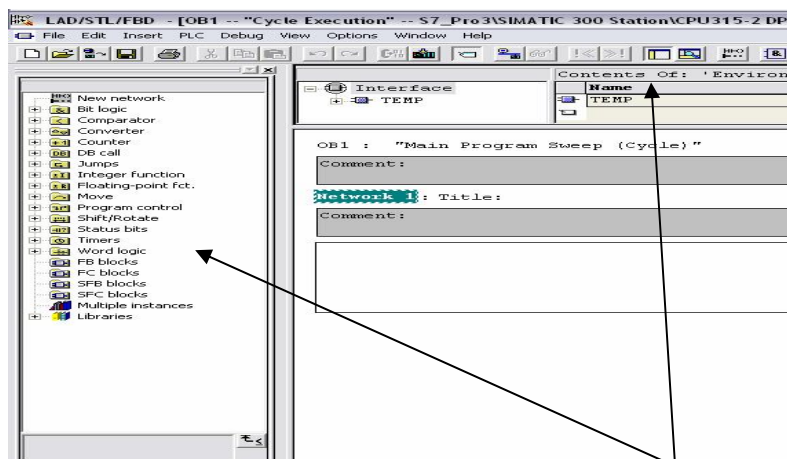 LAD/STL/FBD - [OB1 -- "Cycle Execution" -- S7_Pro3\SIMATIC 300 Station\CPU315-2 DP
File Edit Insert PLC Debug View Options Window Help
New network
Bit logic
Comparator
Converter
Counter
DB call
Jumps
Integer function
Floating-point fct.
Move
Program control
Shift/Rotate
Status bits
Timers
Word logic
FB blocks
FC blocks
SFB blocks
SFC blocks
Multiple instances
Libraries
Interface
TEMP
Contents Of: 'Environ
Name
TEMP
OB1 : "Main Program Sweep (Cycle)"
Comment:
Network 1: Title:
Comment: